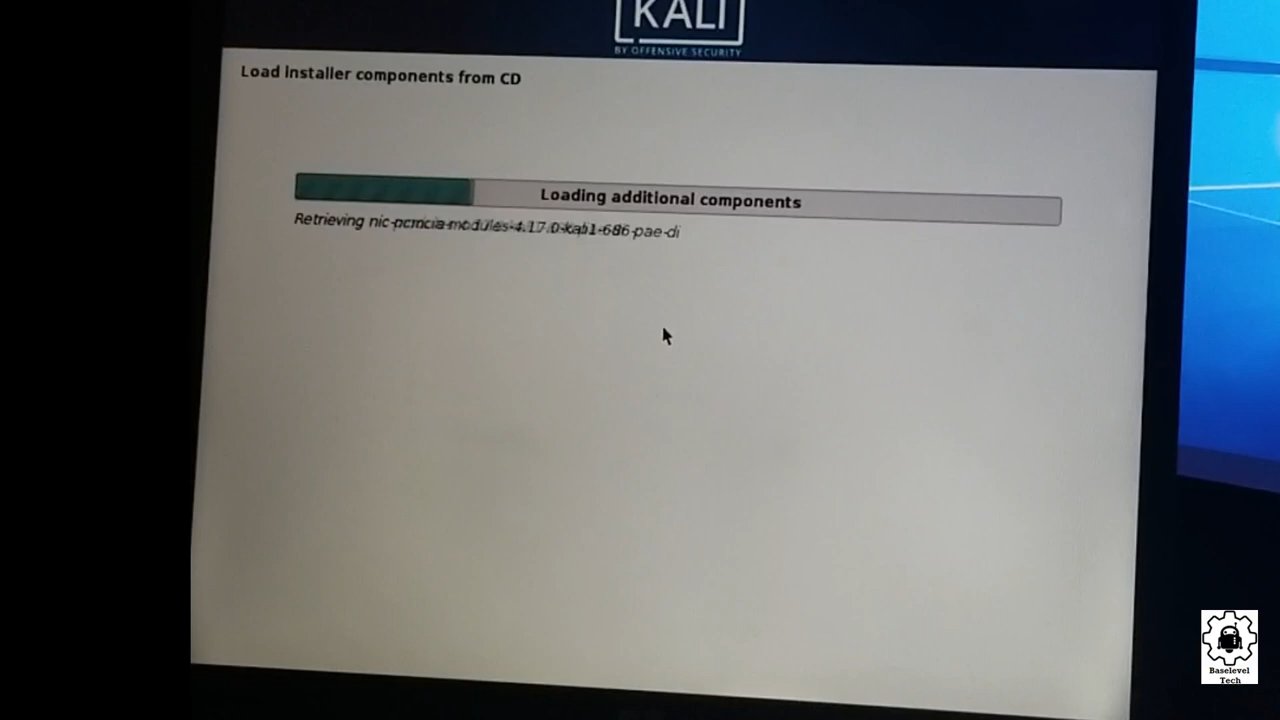 KALI
BY OFFENSIVE SECURITY
Load installer components from CD
Loading additional components
Retrieving nic-pcmcia-modules-4.17.0-kali1-686-pae-di
Baselevel
Tech